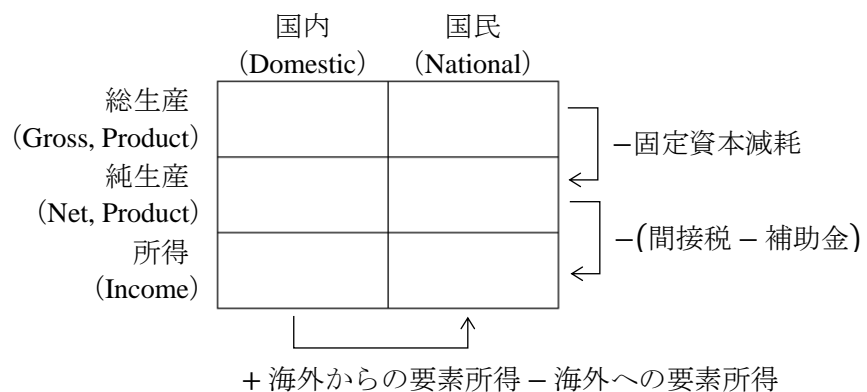 国内 国民
(Domestic) (National)
総生産
(Gross, Product)
−固定資本減耗
純生産
(Net, Product)
−(間接税 − 補助金)
所得
(Income)
+ 海外からの要素所得 − 海外への要素所得